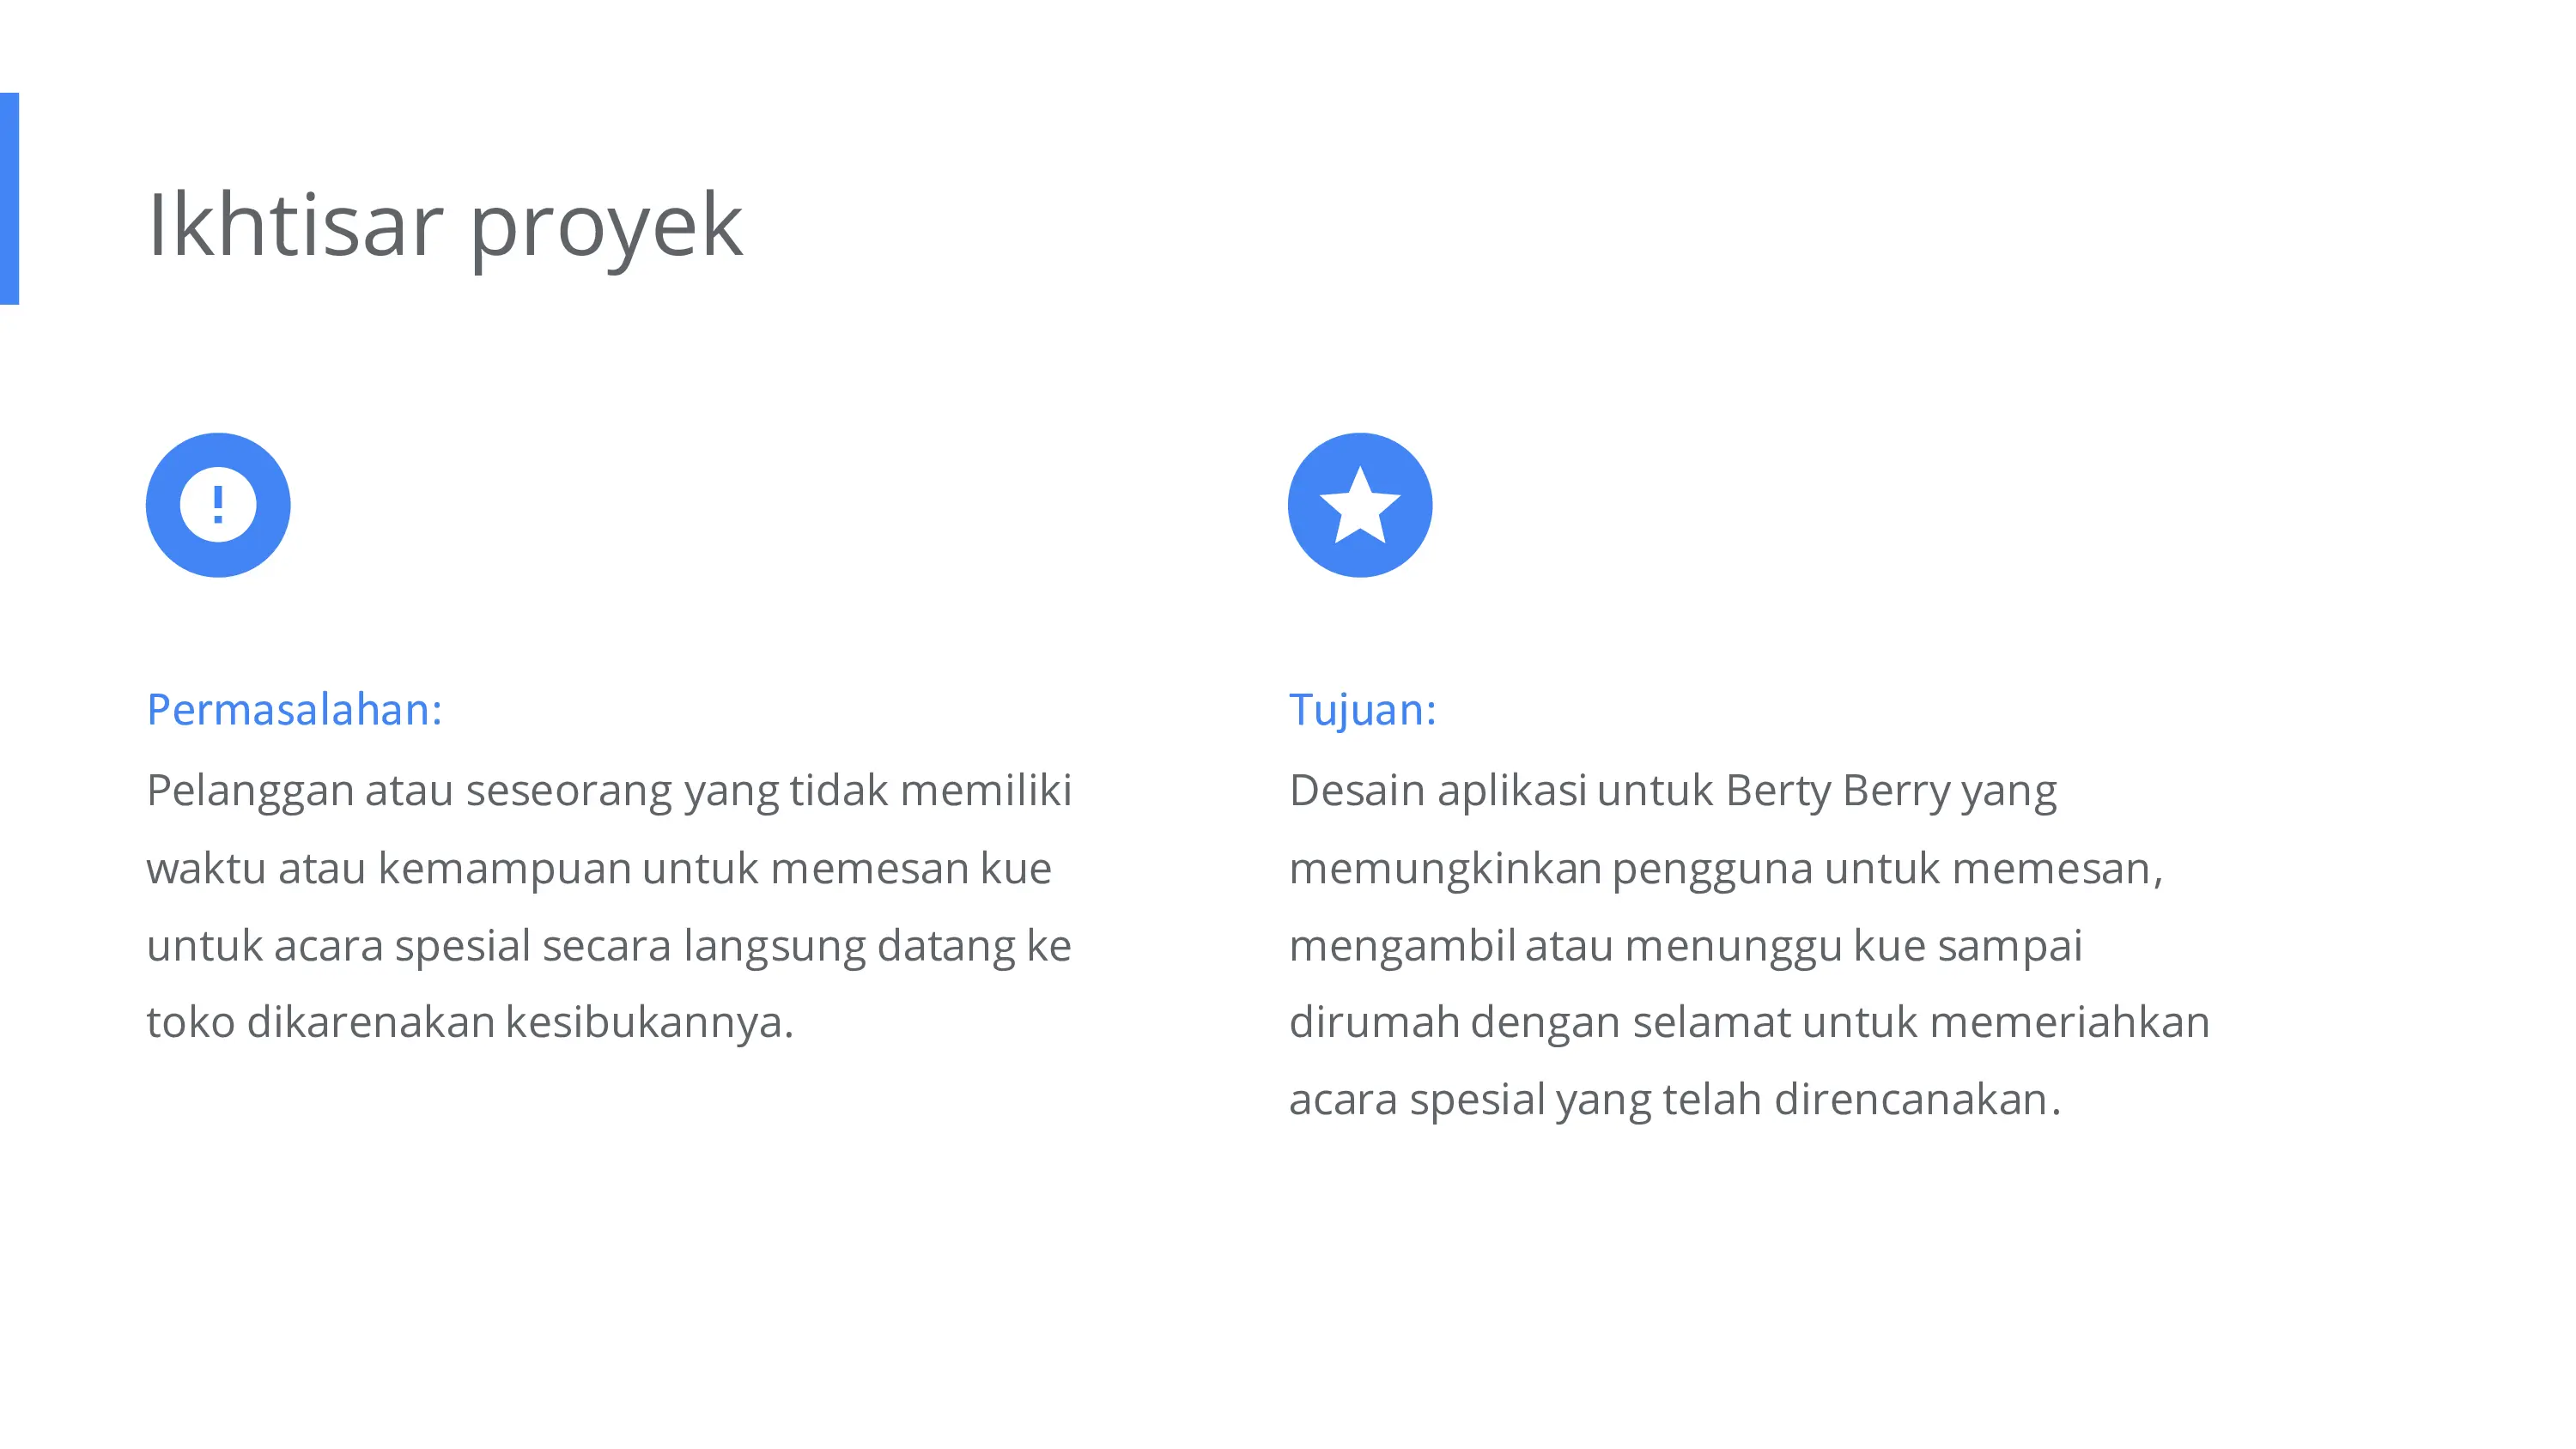 Ikhtisar proyek
Permasalahan:
Pelanggan atau seseorang yang tidak memiliki
waktu atau kemampuan untuk memesan kue
untuk acara spesial secara langsung datang ke
toko dikarenakan kesibukannya.
Tujuan:
Desain aplikasi untuk Berty Berry yang
memungkinkan pengguna untuk memesan,
mengambil atau menunggu kue sampai
dirumah dengan selamat untuk memeriahkan
acara spesial yang telah direncanakan.